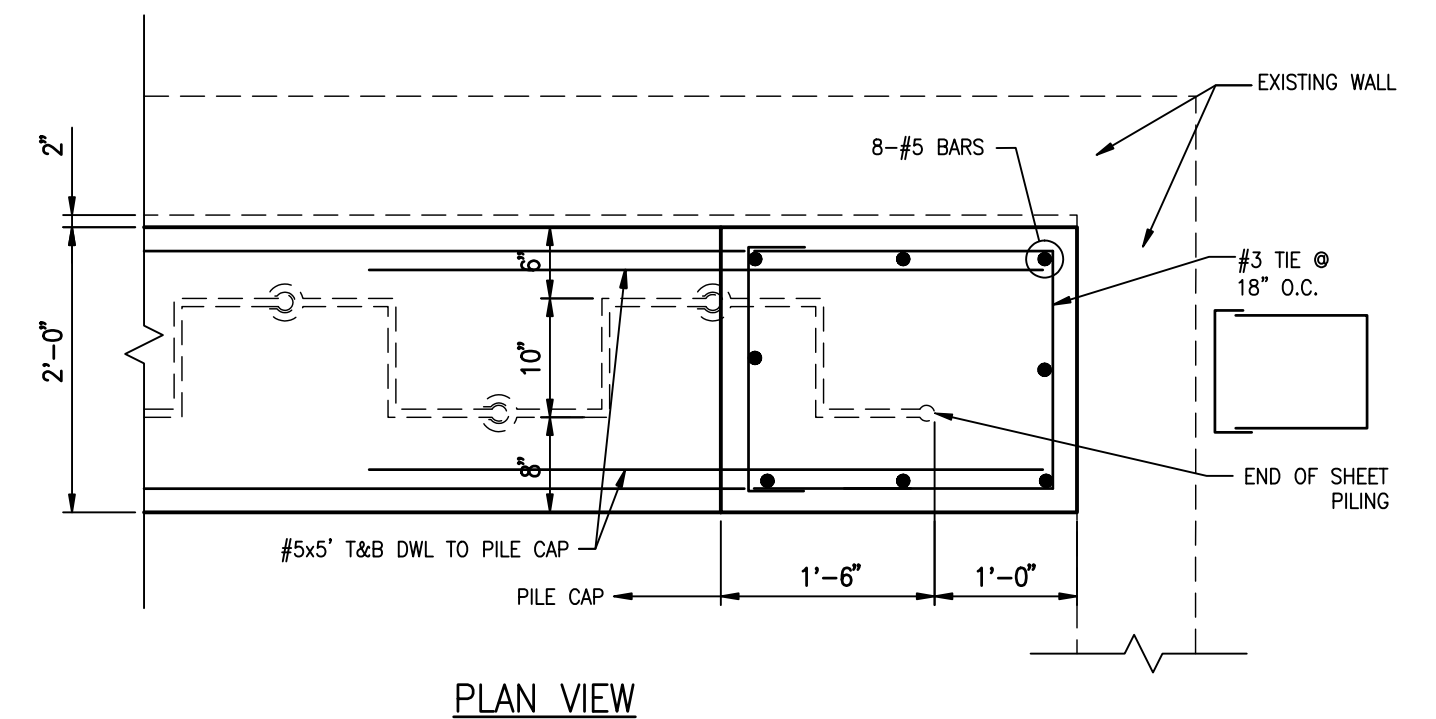 EXISTING WALL
8-#5 BARS
2"
#3 TIE @
18" O.C.
6"
2'-0"
10"
8"
END OF SHEET
PILING
#5x5' T&B DWL TO PILE CAP
1'-6"
1'-0"
PILE CAP
PLAN VIEW